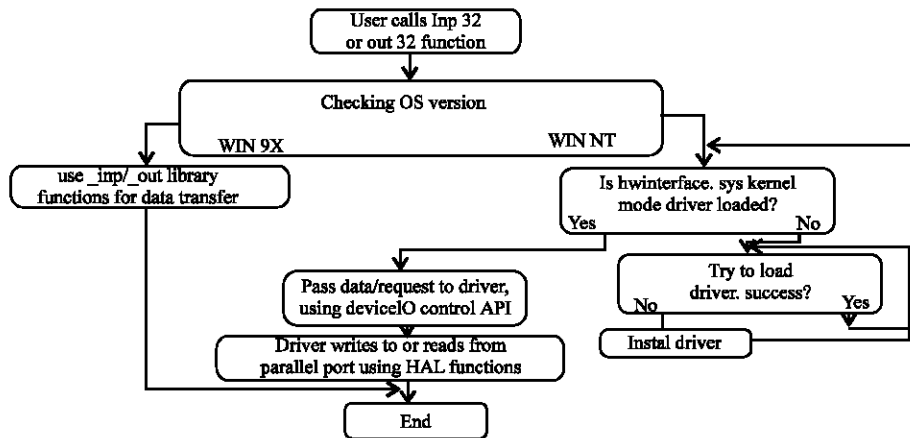 User calls Inp 32
or out 32 function
Checking OS version
WIN 9X
WIN NT
use _inp/_out library
functions for data transfer
Is hwinterface. sys kernel
mode driver loaded?
Yes
No
Pass data/request to driver,
using deviceIO control API
Try to load
driver. success?
No
Yes
Instal driver
Driver writes to or reads from
parallel port using HAL functions
End